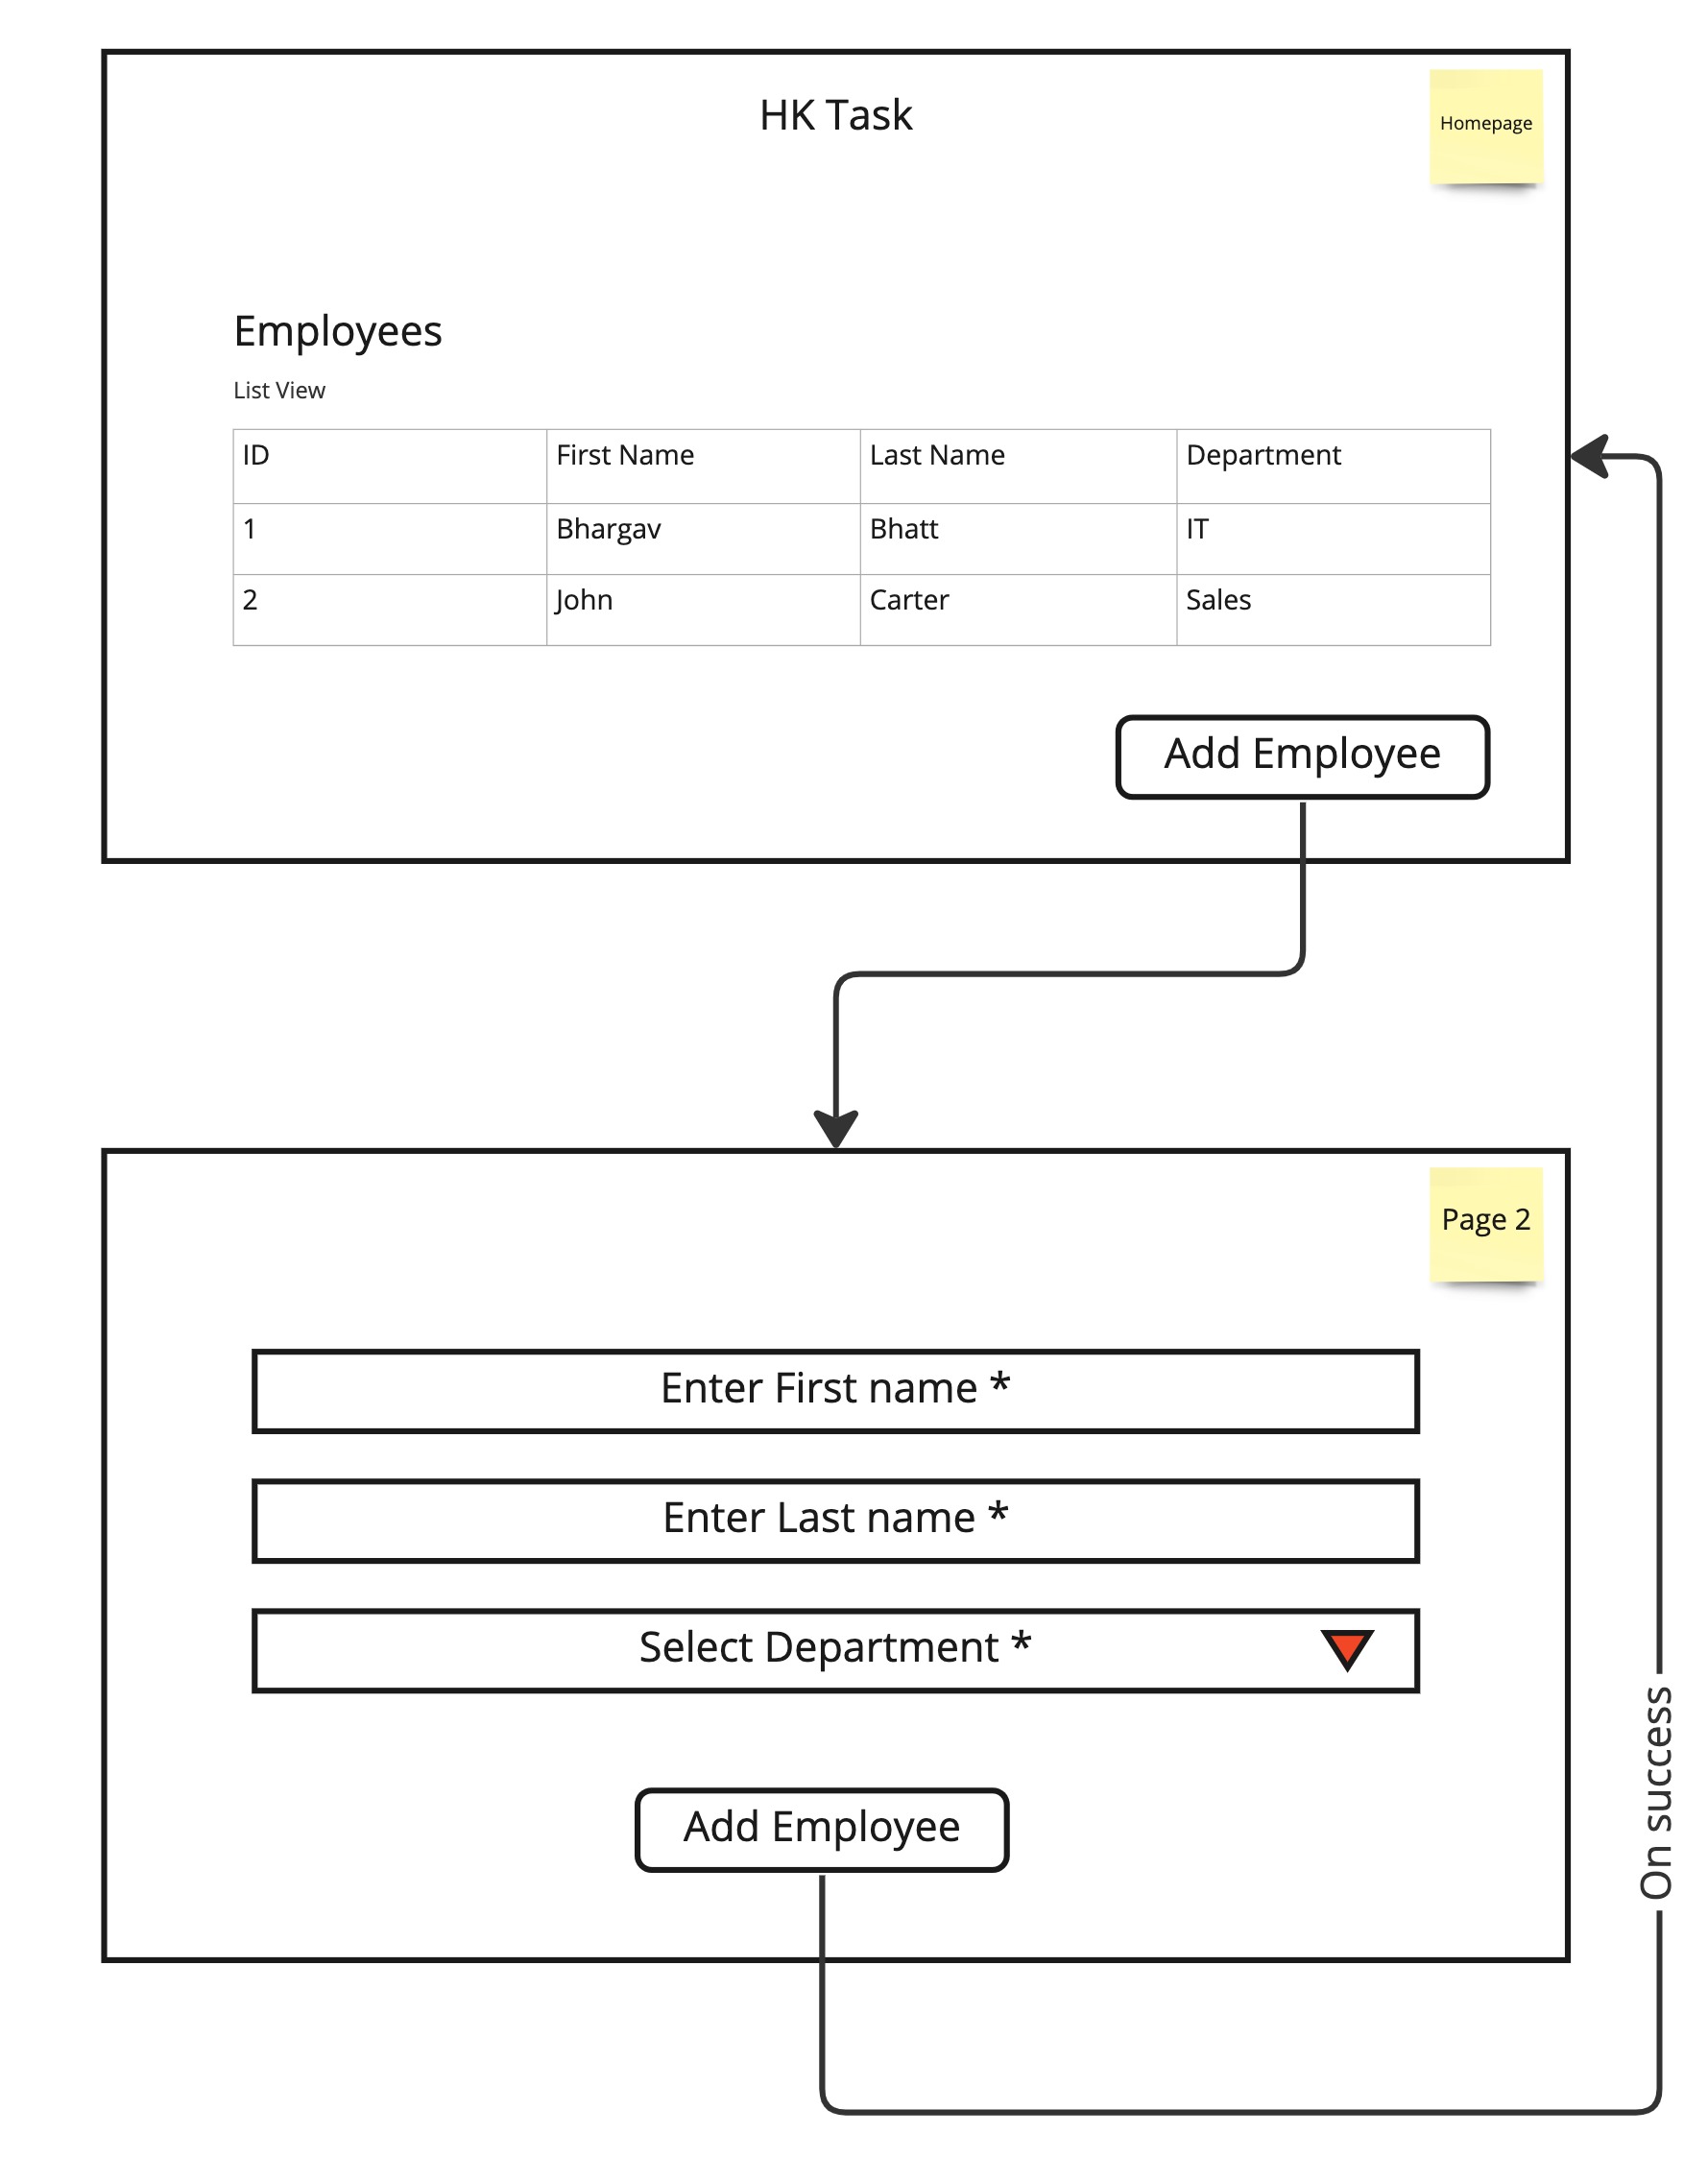 HK Task
Homepage
Employees
List View
ID First Name Last Name Department
1 Bhargav Bhatt IT
2 John Carter Sales
Add Employee
Page 2
Enter First name *
Enter Last name *
Select Department *
Add Employee
On success